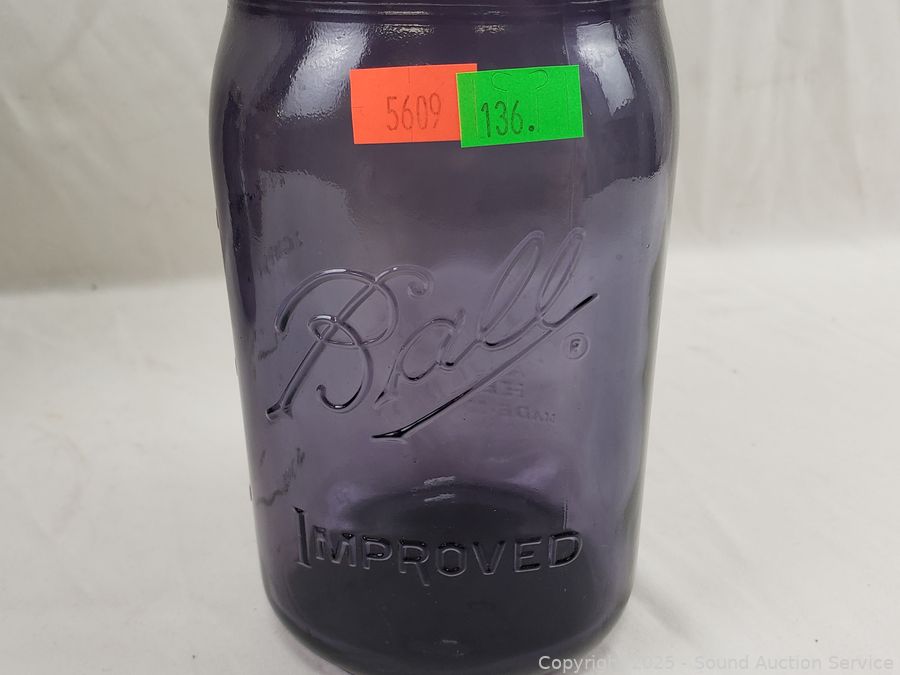 5609
136.
Ball
®
IMPROVED
Copyright 2025 - Sound Auction Service